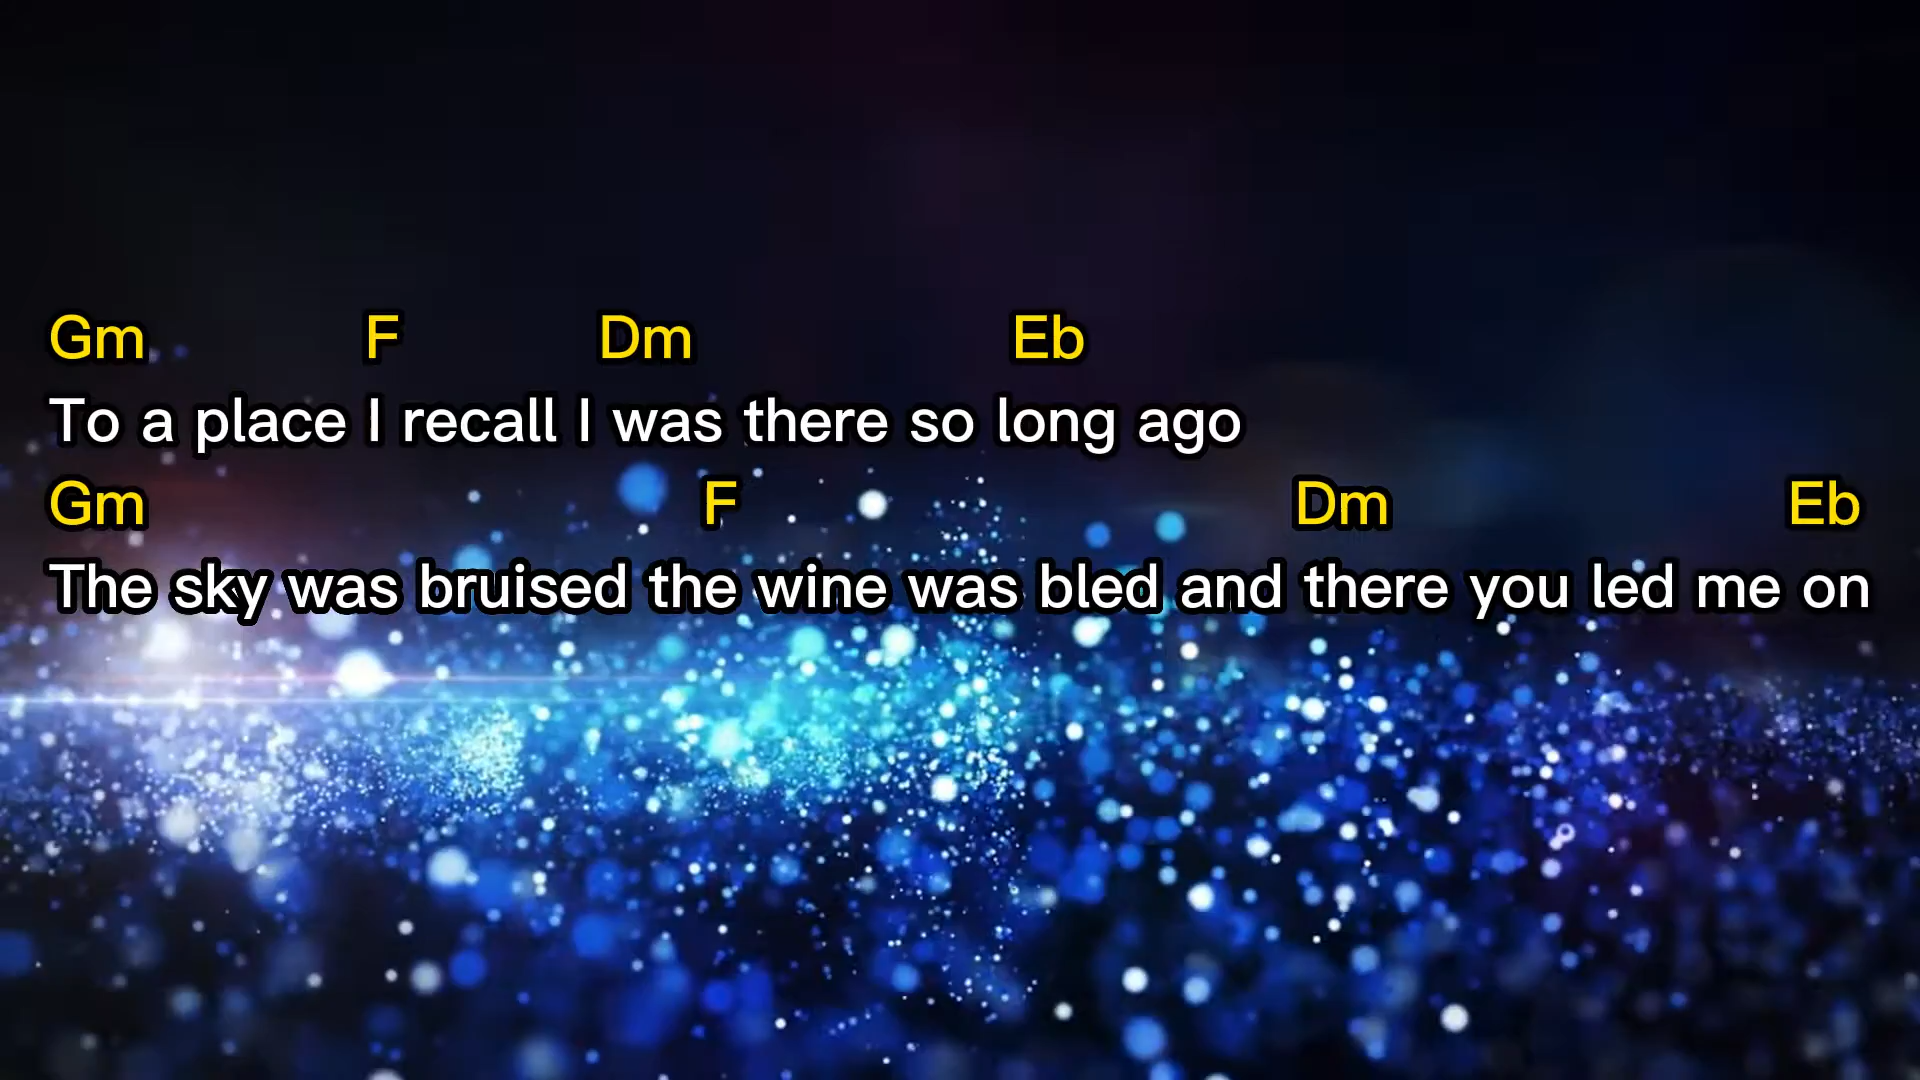 Gm F Dm Eb
To a place I recall I was there so long ago
Gm F Dm Eb
The sky was bruised the wine was bled and there you led me on